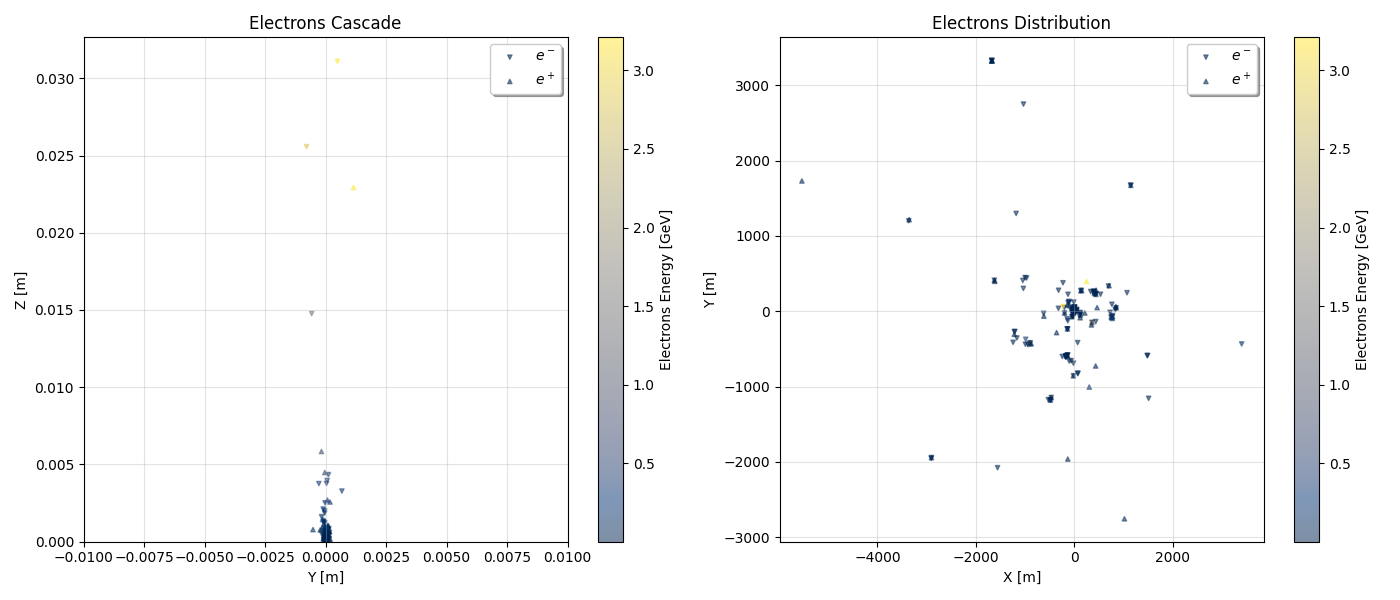 Electrons Cascade
e⁻
e⁺
0.030
0.025
0.020
0.015
0.010
0.005
0.000
Z [m]
−0.0100 −0.0075 −0.0050 −0.0025 0.0000 0.0025 0.0050 0.0075 0.0100
Y [m]
3.0
2.5
2.0
1.5
1.0
0.5
Electrons Energy [GeV]
Electrons Distribution
e⁻
e⁺
3000
2000
1000
0
−1000
−2000
−3000
Y [m]
−4000 −2000 0 2000
X [m]
3.0
2.5
2.0
1.5
1.0
0.5
Electrons Energy [GeV]